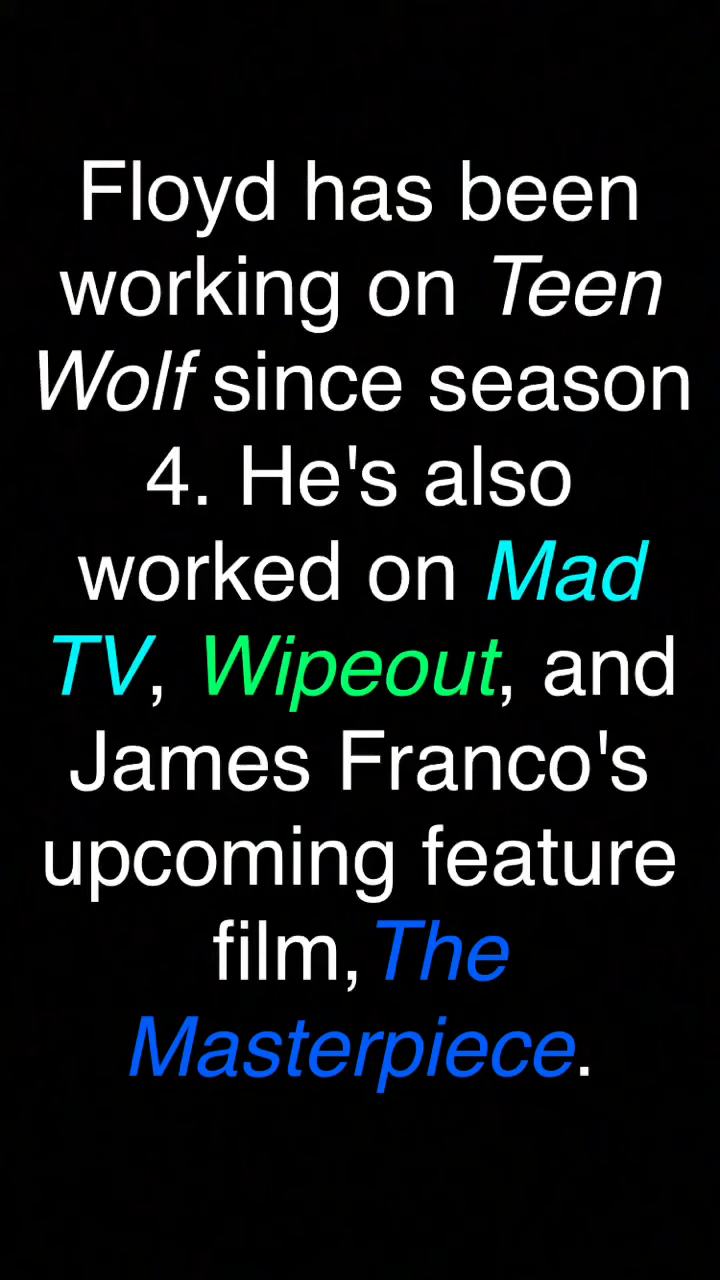 Floyd has been
working on Teen
Wolf since season
4. He's also
worked on Mad
TV, Wipeout, and
James Franco's
upcoming feature
film, The
Masterpiece.